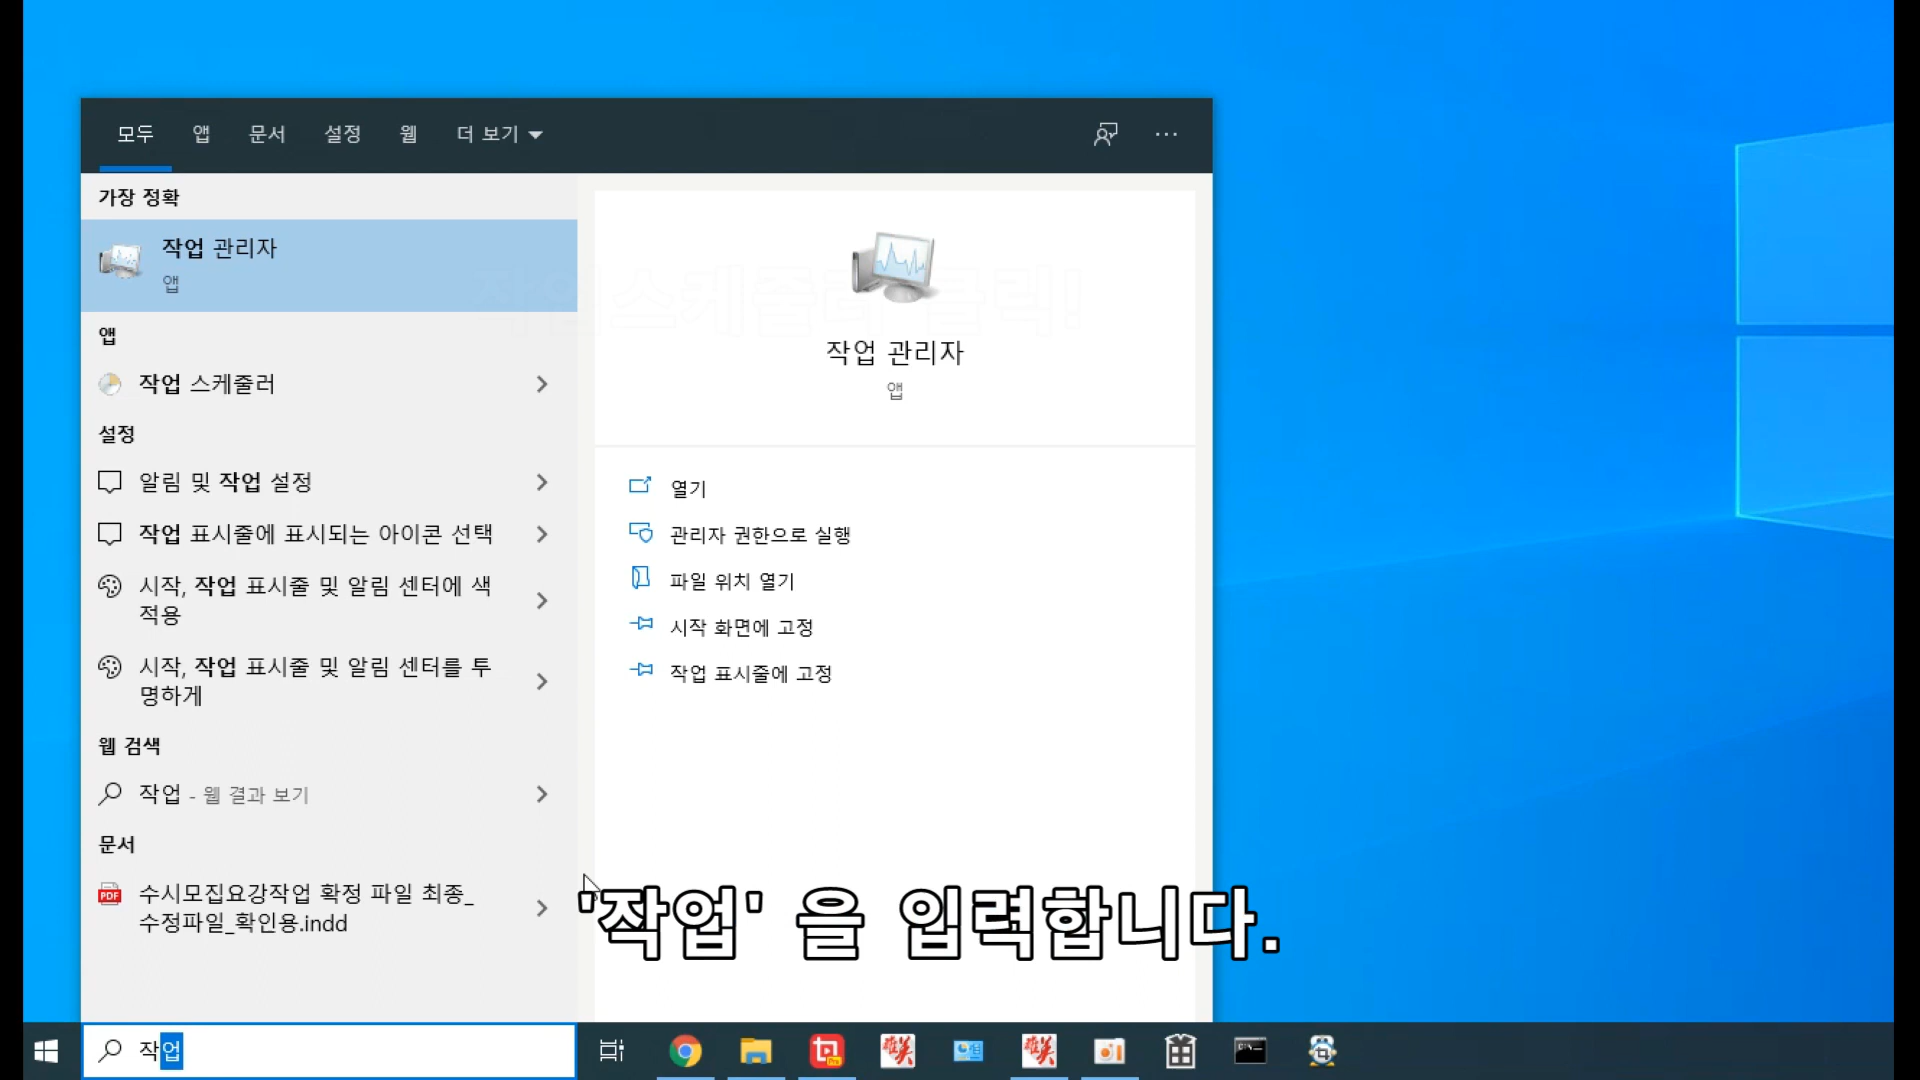 모두 앱 문서 설정 웹 더 보기
가장 정확
작업 관리자
앱
앱
작업 스케줄러
설정
알림 및 작업 설정
작업 표시줄에 표시되는 아이콘 선택
시작, 작업 표시줄 및 알림 센터에 색
적용
시작, 작업 표시줄 및 알림 센터를 투
명하게
웹 검색
작업 - 웹 결과 보기
문서
PDF
수시모집요강작업 확정 파일 최종_
수정파일_확인용.indd
작업 관리자
앱
열기
관리자 권한으로 실행
파일 위치 열기
시작 화면에 고정
작업 표시줄에 고정
'작업' 을 입력합니다.
작업